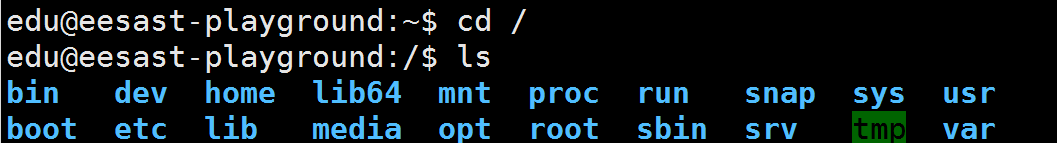 edu@eesast-playground:~$ cd /
edu@eesast-playground:/$ ls
bin dev home lib64 mnt proc run snap sys usr
boot etc lib media opt root sbin srv tmp var